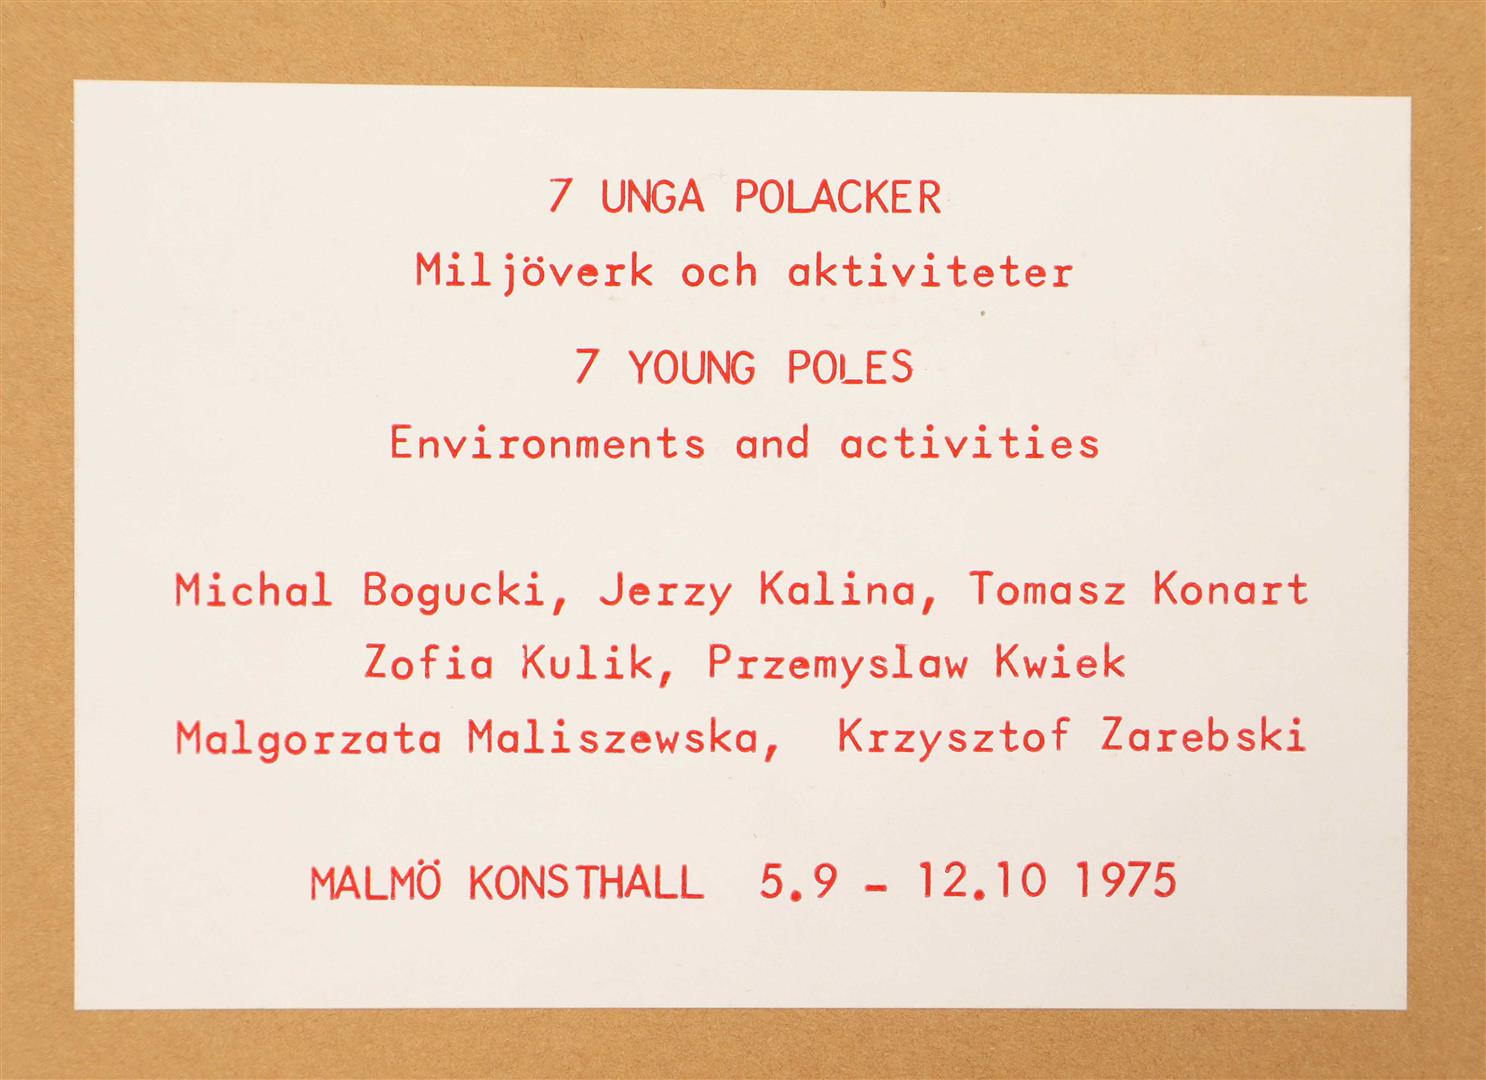 7 UNGA POLACKER
Miljöverk och aktiviteter
7 YOUNG POLES
Environments and activities
Michal Bogucki, Jerzy Kalina, Tomasz Konart
Zofia Kulik, Przemyslaw Kwiek
Malgorzata Maliszewska, Krzysztof Zarebski
MALMÖ KONSTHALL 5.9 - 12.10 1975